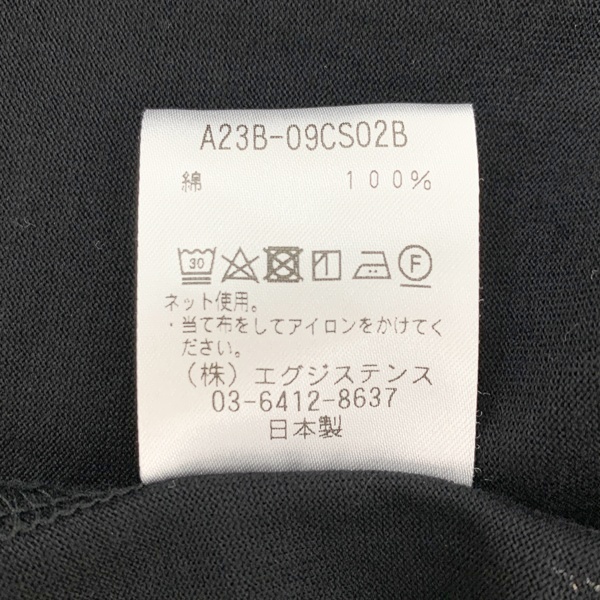 A23B-09CS02B
綿 100%
30 F
ネット使用。
・当て布をしてアイロンをかけてく
ださい。
(株) エグジステンス
03-6412-8637
日本製